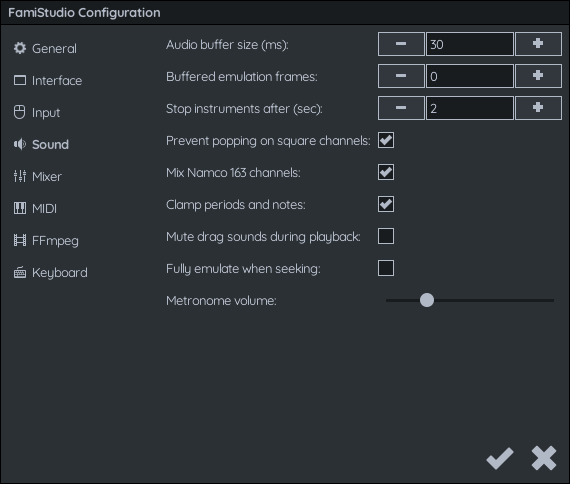 FamiStudio Configuration
General
Interface
Input
Sound
Mixer
MIDI
FFmpeg
Keyboard
Audio buffer size (ms): 30
Buffered emulation frames: 0
Stop instruments after (sec): 2
Prevent popping on square channels:
Mix Namco 163 channels:
Clamp periods and notes:
Mute drag sounds during playback:
Fully emulate when seeking:
Metronome volume: